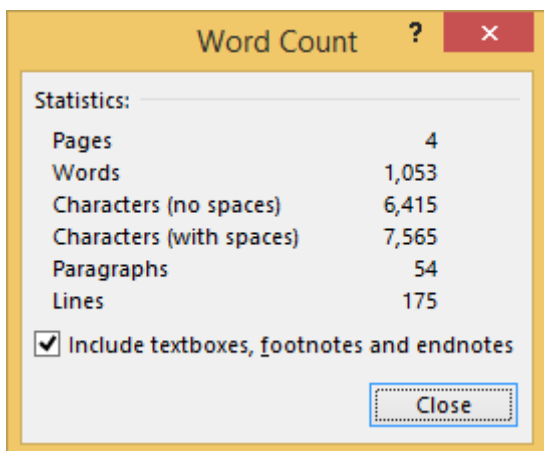 Word Count ? ×
Statistics:
Pages 4
Words 1,053
Characters (no spaces) 6,415
Characters (with spaces) 7,565
Paragraphs 54
Lines 175
Include textboxes, footnotes and endnotes
Close